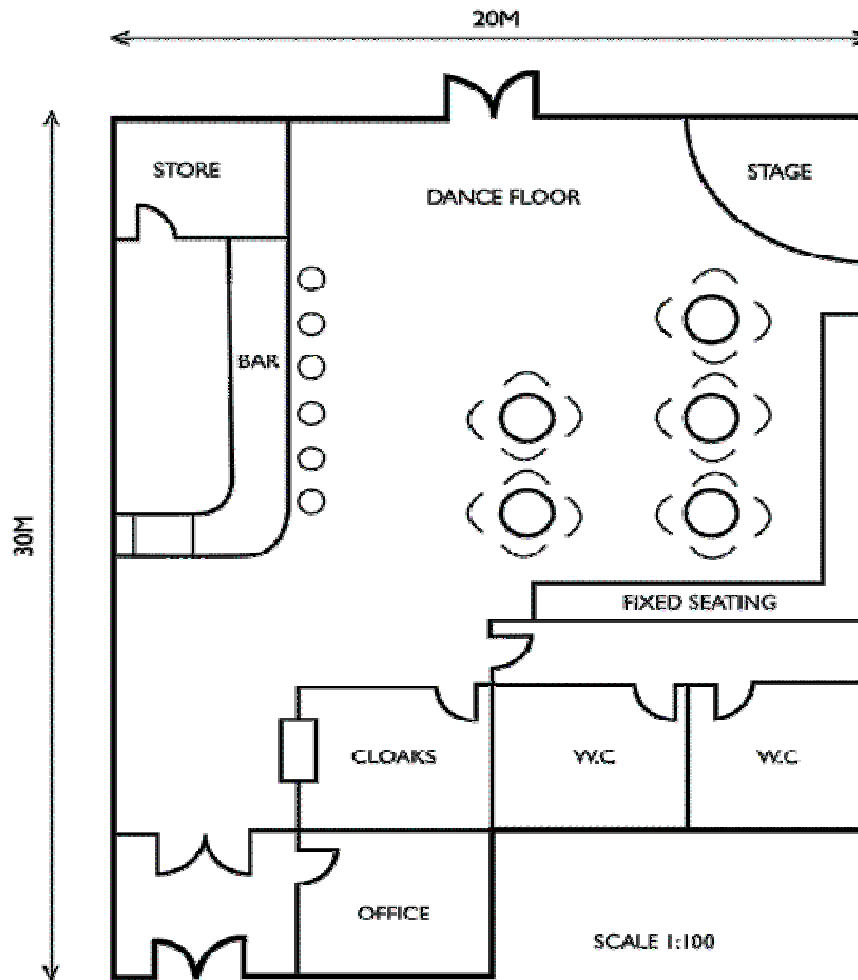 20M
STORE
STAGE
DANCE FLOOR
BAR
30M
FIXED SEATING
CLOAKS
W.C
W.C
OFFICE
SCALE 1:100